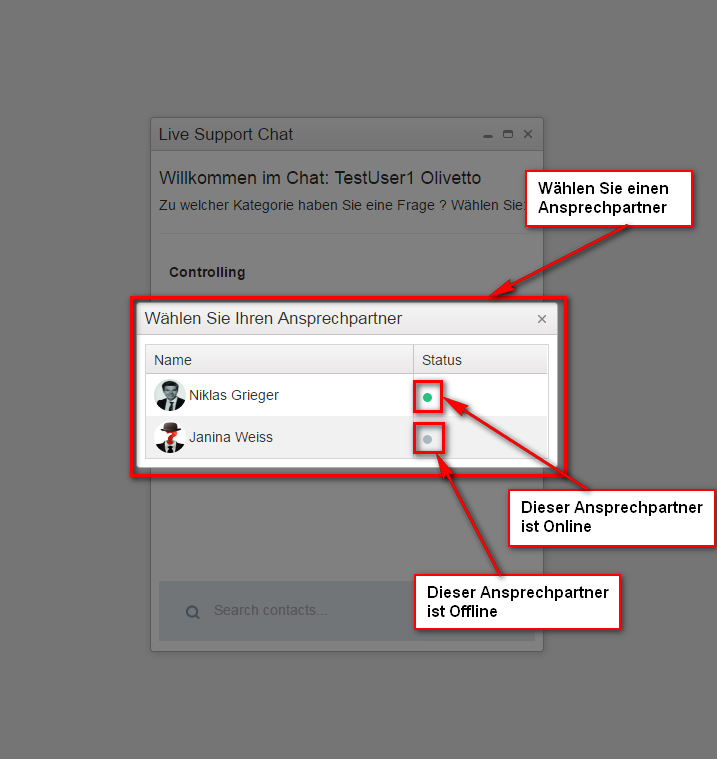 Live Support Chat
Willkommen im Chat: TestUser1 Olivetto
Zu welcher Kategorie haben Sie eine Frage ? Wählen Sie:
Wählen Sie einen
Ansprechpartner
Controlling
Wählen Sie Ihren Ansprechpartner
Name Status
Niklas Grieger
Janina Weiss
Dieser Ansprechpartner
ist Online
Dieser Ansprechpartner
ist Offline
Search contacts...